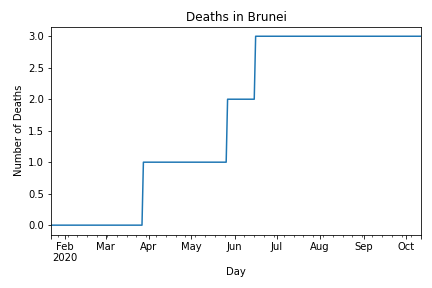 Deaths in Brunei
Number of Deaths
3.0
2.5
2.0
1.5
1.0
0.5
0.0
Feb Mar Apr May Jun Jul Aug Sep Oct
2020
Day